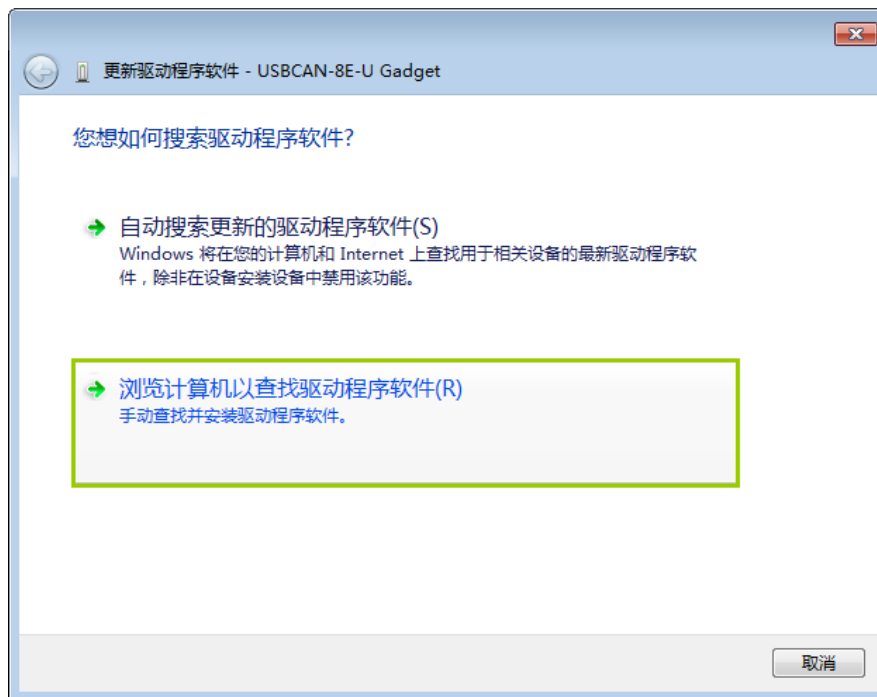 更新驱动程序软件 - USBCAN-8E-U Gadget
您想如何搜索驱动程序软件?
自动搜索更新的驱动程序软件(S)
Windows 将在您的计算机和 Internet 上查找用于相关设备的最新驱动程序软
件，除非在设备安装设备中禁用该功能。
浏览计算机以查找驱动程序软件(R)
手动查找并安装驱动程序软件。
取消